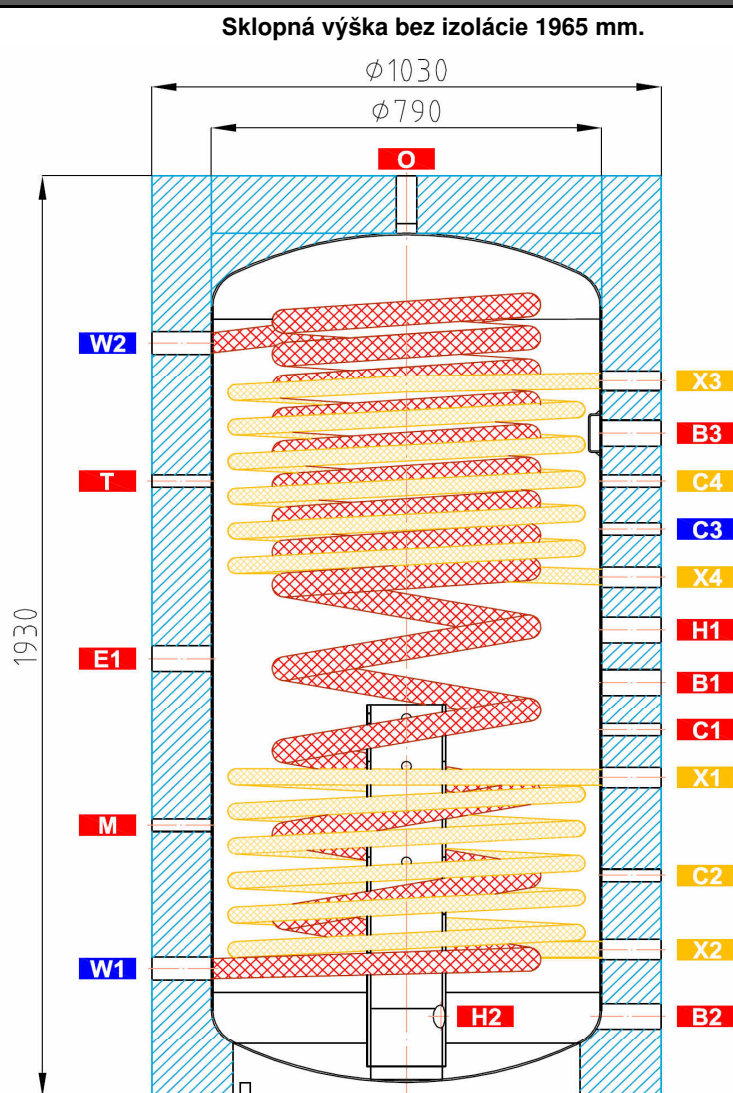 Sklopná výška bez izolácie 1965 mm.
⌀1030
⌀790
O
W2
X3
B3
T
C4
C3
X4
1930
H1
E1
B1
C1
X1
M
C2
X2
W1
H2
B2